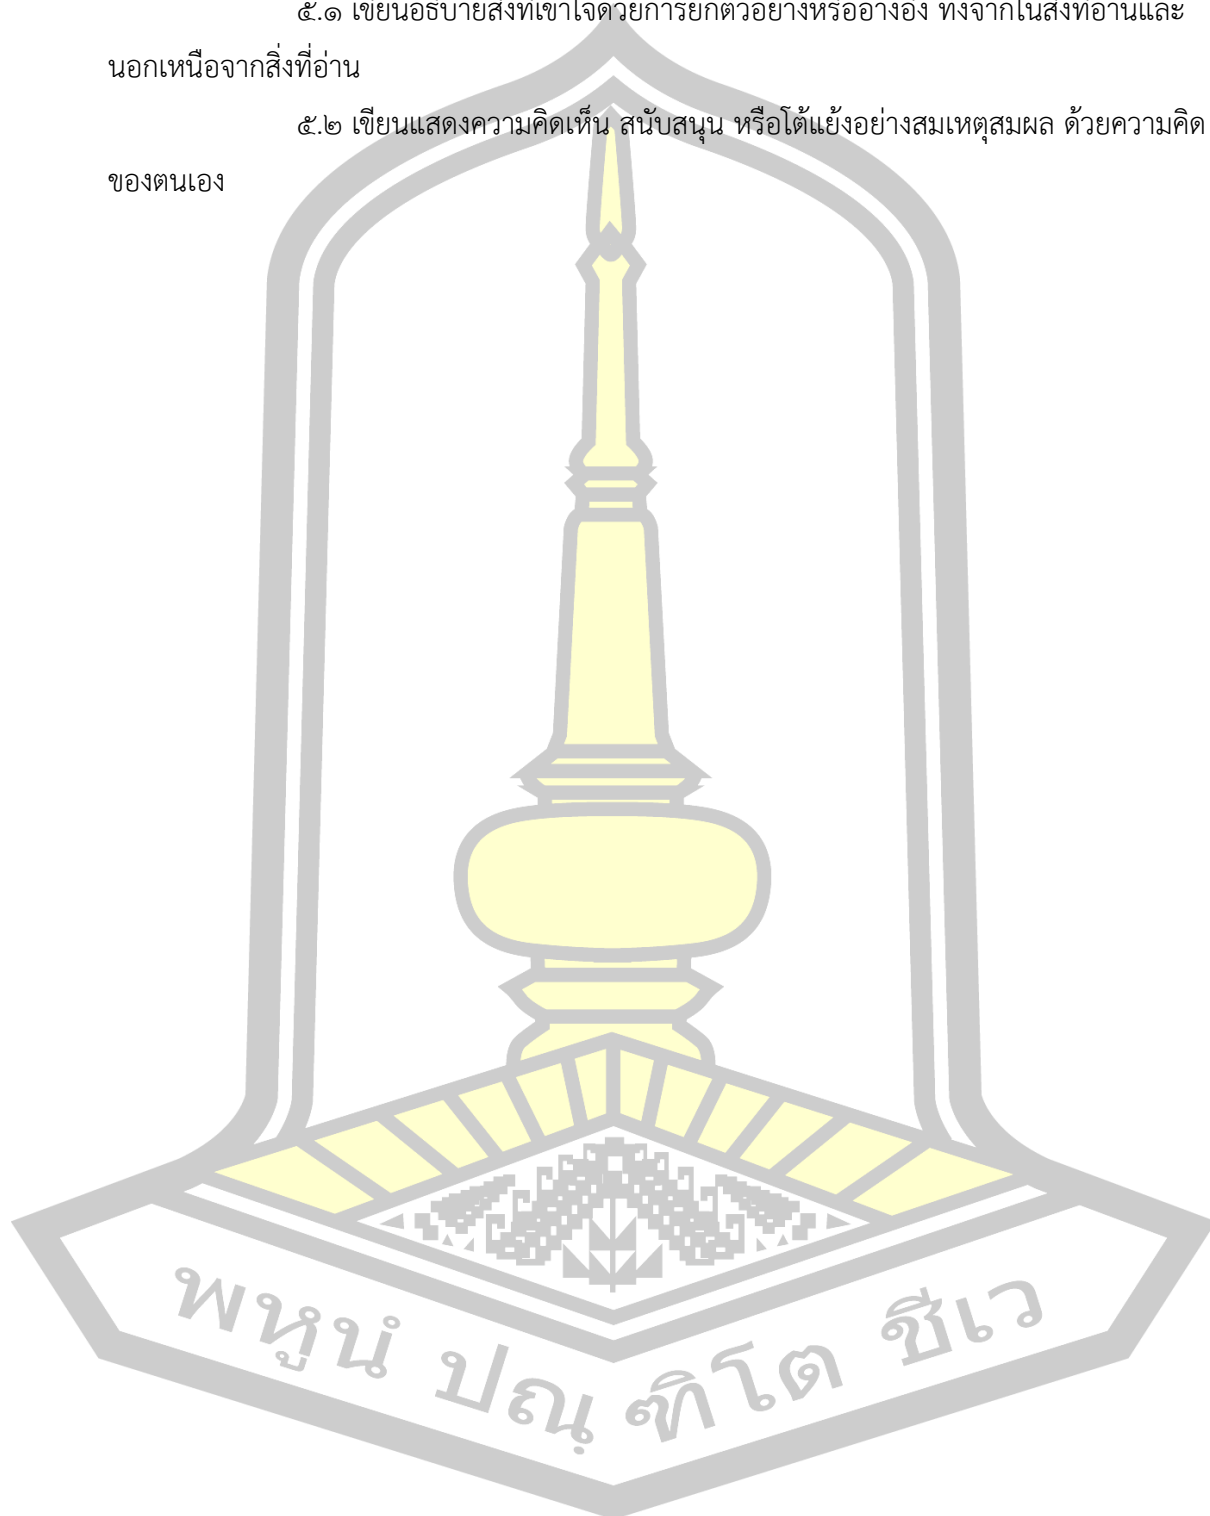 ๕.๑ เขียนอธิบายสิ่งที่เข้าใจด้วยการยกตัวอย่างหรืออ้างอิง ทั้งจากในสิ่งที่อ่านและ
นอกเหนือจากสิ่งที่อ่าน
๕.๒ เขียนแสดงความคิดเห็น สนับสนุน หรือโต้แย้งอย่างสมเหตุสมผล ด้วยความคิด
ของตนเอง
พหูนํ ปณฺฑิโต ชีเว